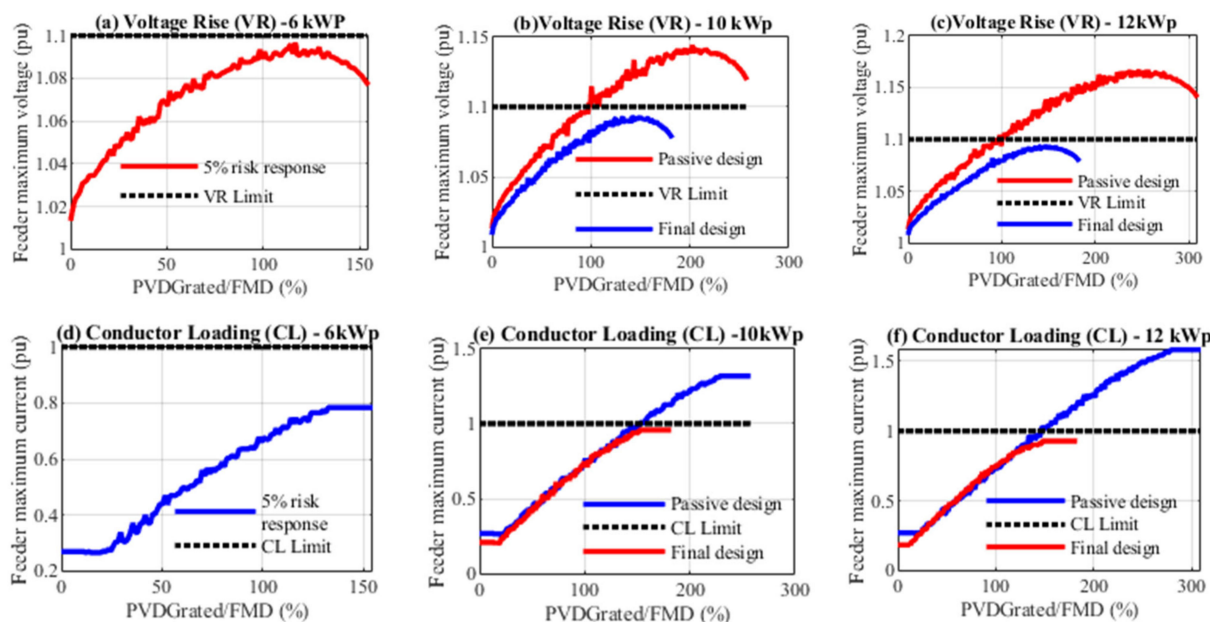 (a) Voltage Rise (VR) -6 kWP
Feeder maximum voltage (pu)
1.1
1.08
1.06
1.04
1.02
1
5% risk response
VR Limit
0
50
100
150
PVDGrated/FMD (%)
(b)Voltage Rise (VR) - 10 kWp
Feeder maximum voltage (pu)
1.15
1.10
1.05
1
Passive design
VR Limit
Final design
0
100
200
300
PVDGrated/FMD (%)
(c)Voltage Rise (VR) - 12kWp
Feeder maximum voltage (pu)
1.2
1.15
1.1
1.05
1
Passive design
VR Limit
Final design
0
100
200
300
PVDGrated/FMD (%)
(d) Conductor Loading (CL) - 6kWp
Feeder maximum current (pu)
1
0.8
0.6
0.4
0.2
5% risk
response
CL Limit
0
50
100
150
PVDGrated/FMD (%)
(e) Conductor Loading (CL) -10kWp
Feeder maximum current (pu)
1.5
1
0.5
0
Passive design
CL Limit
Final design
0
100
200
300
PVDGrated/FMD (%)
(f) Conductor Loading (CL) - 12 kWp
Feeder maximum current (pu)
1.5
1
0.5
0
Passive deisgn
CL Limit
Final design
0
100
200
300
PVDGrated/FMD (%)